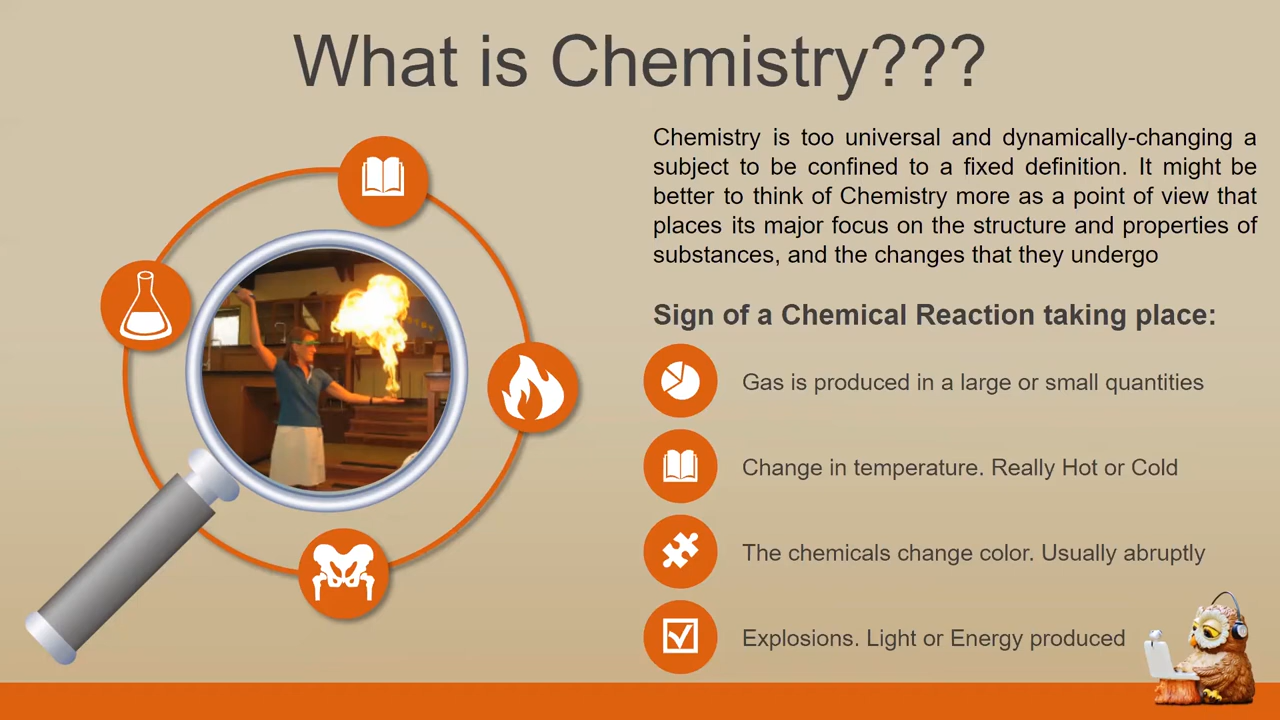 What is Chemistry???
Chemistry is too universal and dynamically-changing a
subject to be confined to a fixed definition. It might be
better to think of Chemistry more as a point of view that
places its major focus on the structure and properties of
substances, and the changes that they undergo
Sign of a Chemical Reaction taking place:
Gas is produced in a large or small quantities
Change in temperature. Really Hot or Cold
The chemicals change color. Usually abruptly
Explosions. Light or Energy produced